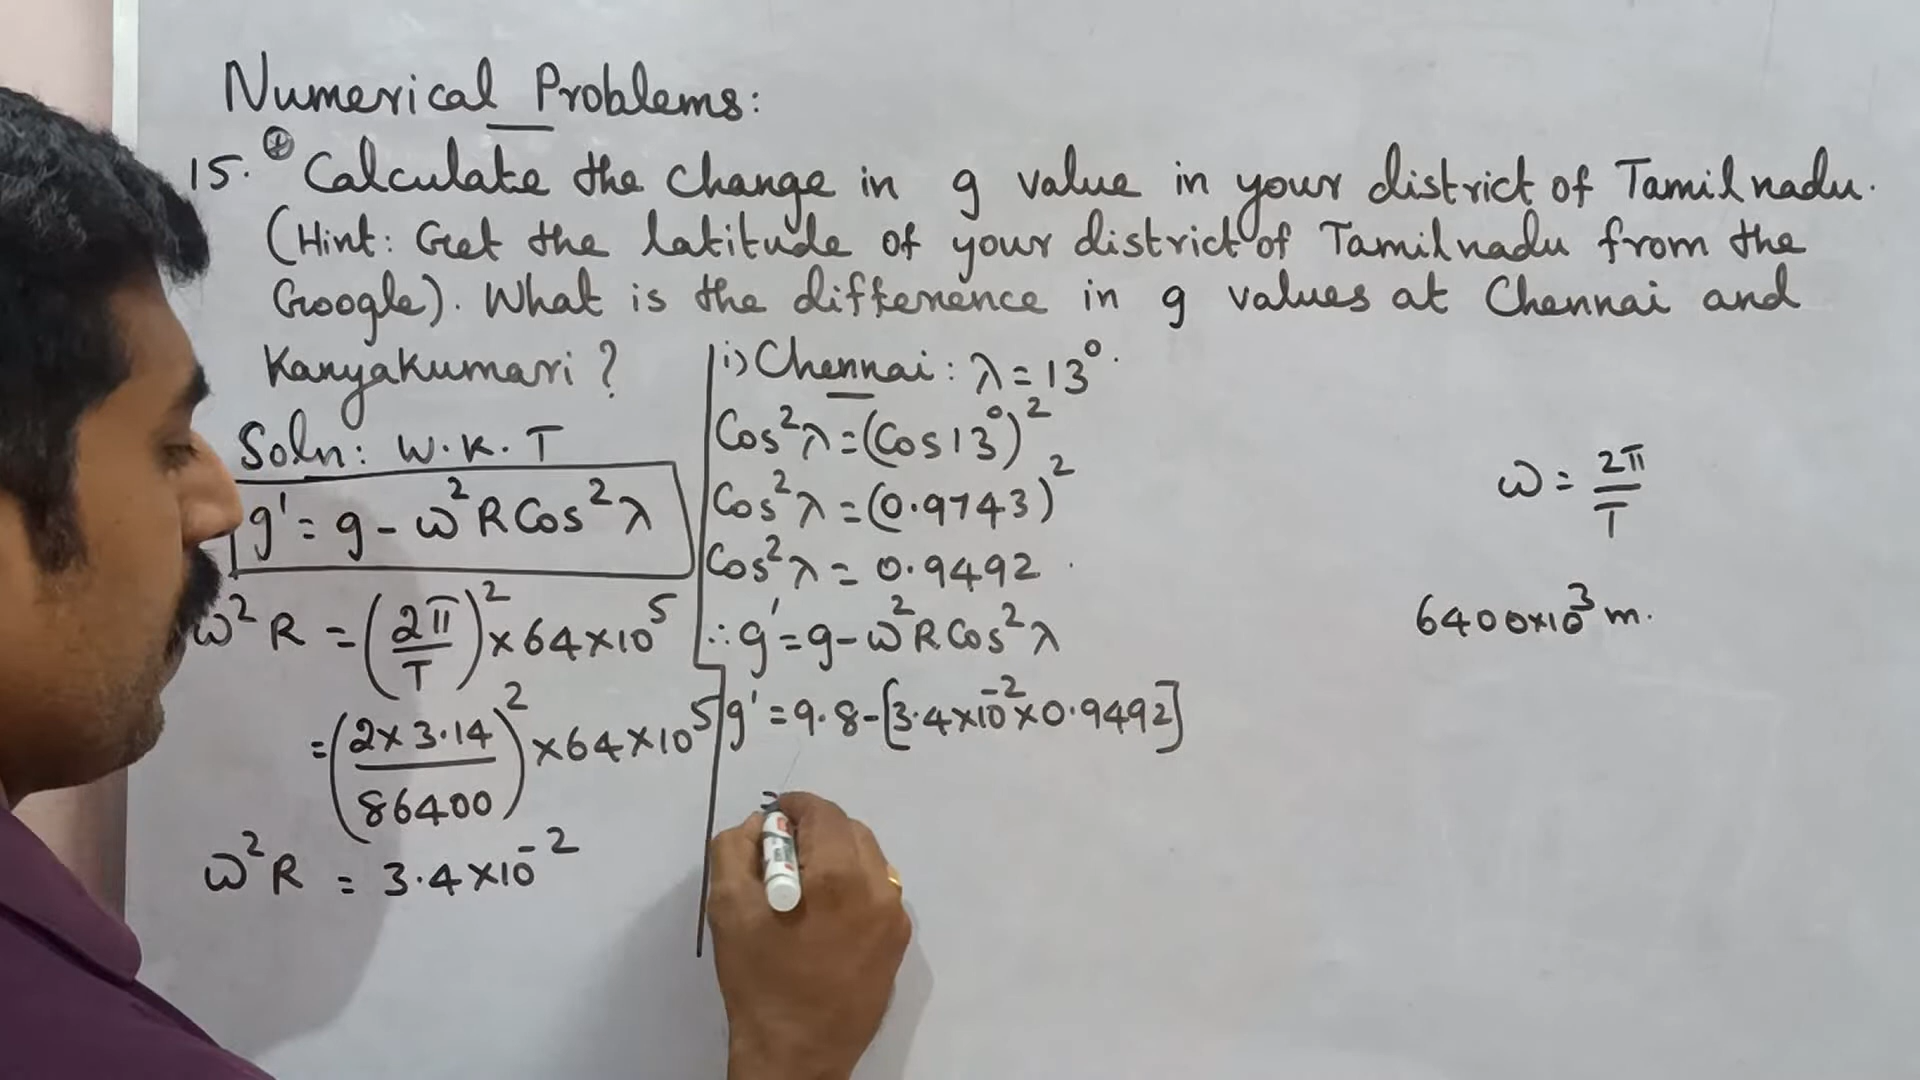 Numerical Problems:
15. Calculate the change in g value in your district of Tamilnadu.
(Hint: Get the latitude of your district of Tamilnadu from the
Google). What is the difference in g values at Chennai and
Kanyakumari?
Soln: W.K.T
g' = g - ω²R Cos²λ
ω²R = (2π/T)² × 64×10⁵
= (2×3.14/86400)² × 64×10⁵
ω²R = 3.4×10⁻²
i) Chennai: λ = 13°.
Cos²λ = (Cos13°)²
Cos²λ = (0.9743)²
Cos²λ = 0.9492
∴ g' = g - ω²R Cos²λ
g' = 9.8 - [3.4×10⁻²×0.9492]
=
ω = 2π/T
6400×10³ m.